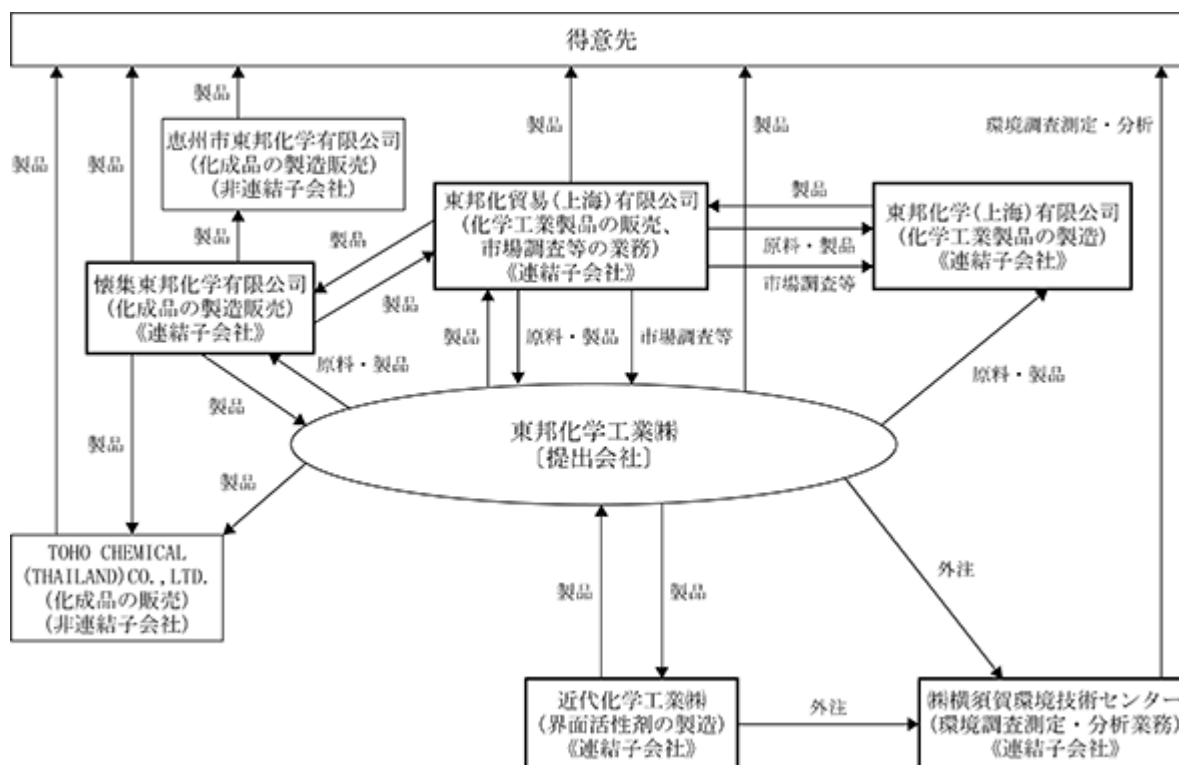 得意先
製品
製品
製品
製品
製品
環境調査測定・分析
恵州市東邦化学有限公司
(化成品の製造販売)
(非連結子会社)
東邦化貿易(上海)有限公司
(化学工業製品の販売、
市場調査等の業務)
《連結子会社》
製品
原料・製品
市場調査等
東邦化学(上海)有限公司
(化学工業製品の製造)
《連結子会社》
製品
製品
製品
懐集東邦化学有限公司
(化成品の製造販売)
《連結子会社》
原料・製品
製品
製品
原料・製品
市場調査等
原料・製品
東邦化学工業㈱
〔提出会社〕
製品
製品
TOHO CHEMICAL
(THAILAND)CO.,LTD.
(化成品の販売)
(非連結子会社)
製品
製品
外注
近代化学工業㈱
(界面活性剤の製造)
《連結子会社》
外注
㈱横須賀環境技術センター
(環境調査測定・分析業務)
《連結子会社》